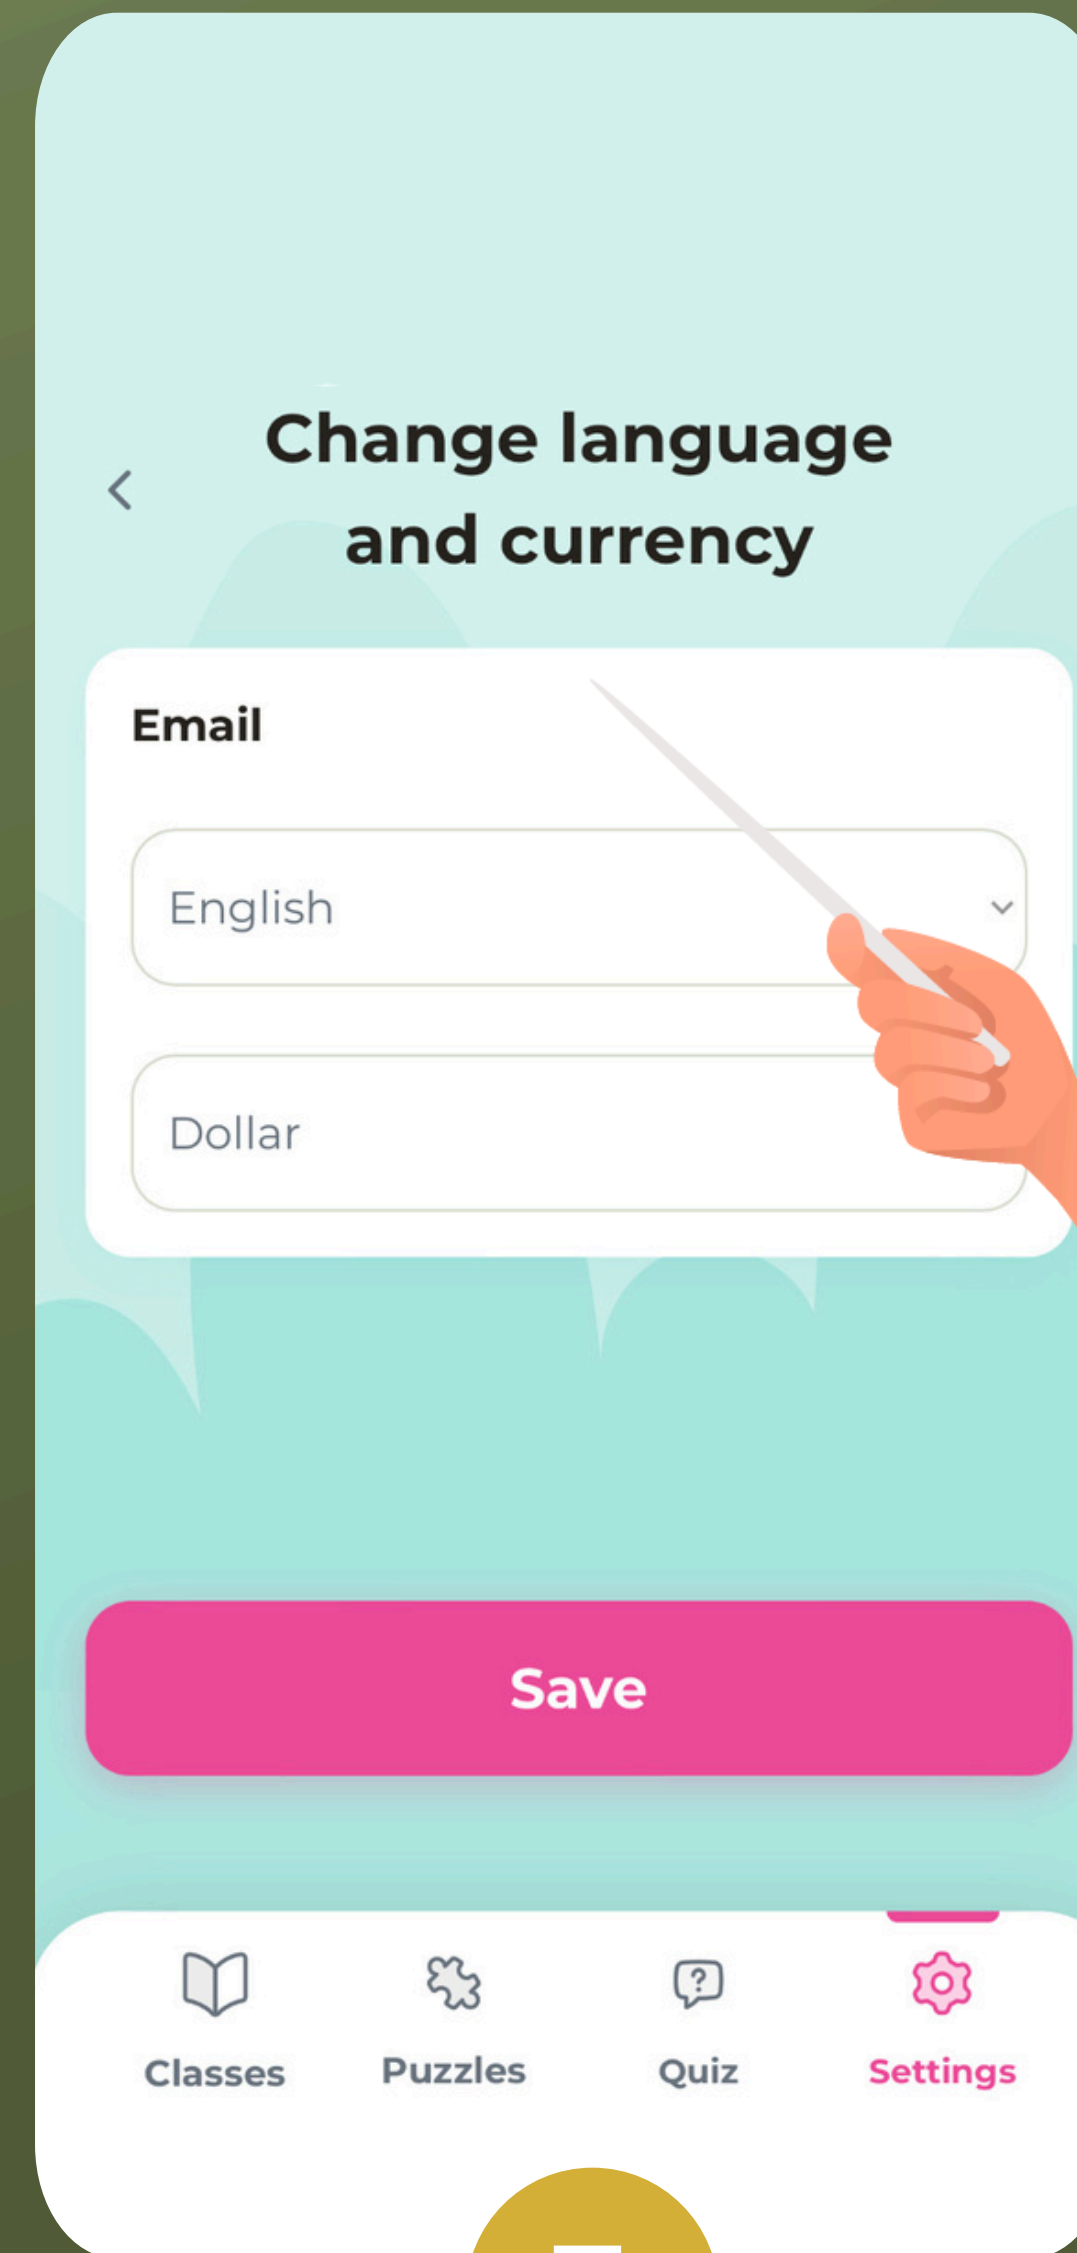 Change language
and currency
Email
English
Dollar
Save
Classes
Puzzles
Quiz
Settings